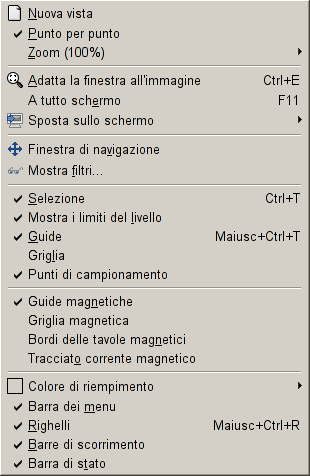 Nuova vista
Punto per punto
Zoom (100%)
Adatta la finestra all'immagine Ctrl+E
A tutto schermo F11
Sposta sullo schermo
Finestra di navigazione
Mostra filtri...
Selezione Ctrl+T
Mostra i limiti del livello
Guide Maiusc+Ctrl+T
Griglia
Punti di campionamento
Guide magnetiche
Griglia magnetica
Bordi delle tavole magnetici
Tracciato corrente magnetico
Colore di riempimento
Barra dei menu
Righelli Maiusc+Ctrl+R
Barre di scorrimento
Barra di stato